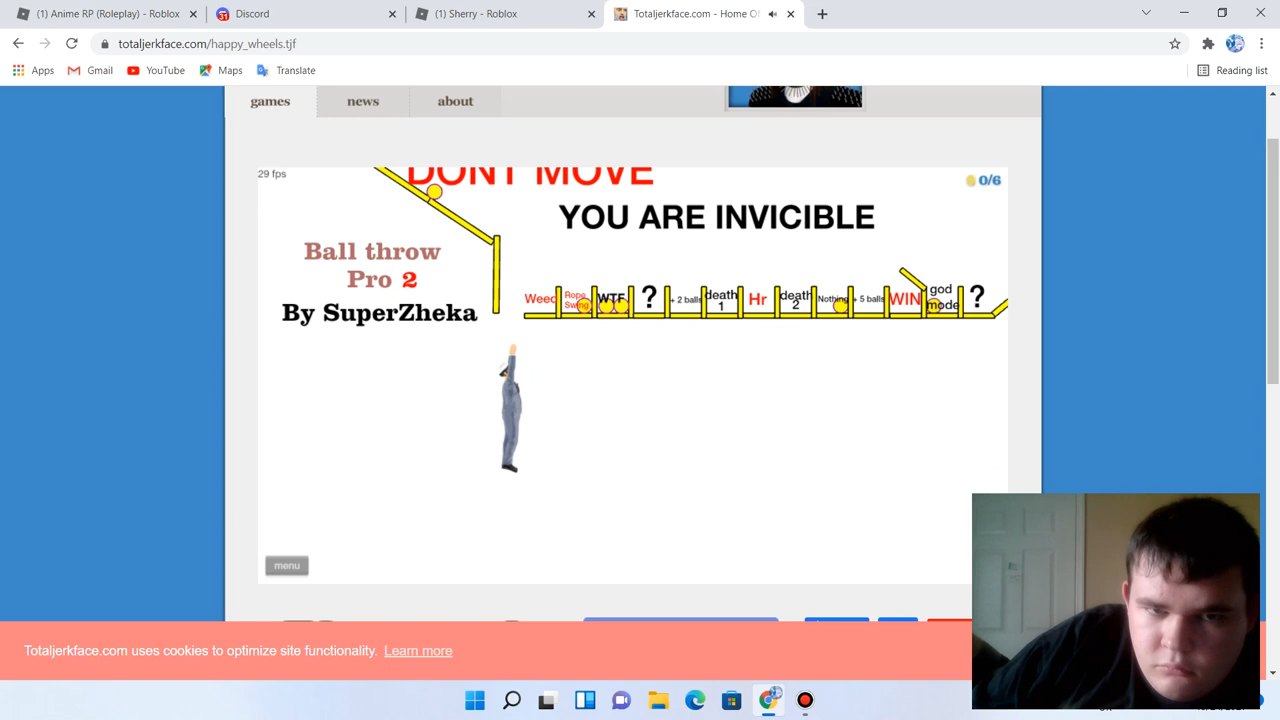 (1) Anime RP (Roleplay) - Roblox
31
Discord
(1) Sherry - Roblox
Totaljerkface.com - Home Of
totaljerkface.com/happy_wheels.tjf
Apps
Gmail
YouTube
Maps
Translate
Reading list
games
news
about
29 fps
DONT MOVE
0/6
YOU ARE INVICIBLE
Ball throw
Pro 2
By SuperZheka
Weed
Rope
Swing
WTF
?
+ 2 balls
death
1
Hr
death
2
Nothing
+ 5 balls
WIN
god
mode
?
menu
Totaljerkface.com uses cookies to optimize site functionality. Learn more